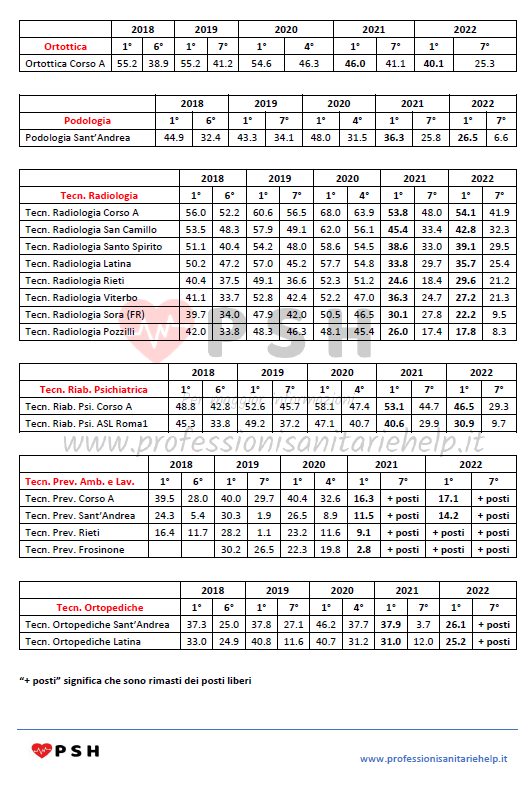 2018 2019 2020 2021 2022
Ortottica 1° 6° 1° 7° 1° 4° 1° 7° 1° 7°
Ortottica Corso A 55.2 38.9 55.2 41.2 54.6 46.3 46.0 41.1 40.1 25.3
2018 2019 2020 2021 2022
Podologia 1° 6° 1° 7° 1° 4° 1° 7° 1° 7°
Podologia Sant’Andrea 44.9 32.4 43.3 34.1 48.0 31.5 36.3 25.8 26.5 6.6
2018 2019 2020 2021 2022
Tecn. Radiologia 1° 6° 1° 7° 1° 4° 1° 7° 1° 7°
Tecn. Radiologia Corso A 56.0 52.2 60.6 56.5 68.0 63.9 53.8 48.0 54.1 41.9
Tecn. Radiologia San Camillo 53.5 48.3 57.9 49.1 62.0 56.1 45.4 33.4 42.8 32.3
Tecn. Radiologia Santo Spirito 51.1 40.4 54.2 48.0 58.6 54.5 38.6 33.0 39.1 29.5
Tecn. Radiologia Latina 50.2 47.2 57.0 45.2 57.7 54.8 33.8 29.7 35.7 25.4
Tecn. Radiologia Rieti 40.4 37.5 49.1 36.6 52.3 51.2 24.6 18.4 29.6 21.2
Tecn. Radiologia Viterbo 41.1 33.7 52.8 42.4 52.2 47.0 36.3 24.7 27.2 21.3
Tecn. Radiologia Sora (FR) 39.7 34.0 47.9 42.0 50.5 46.5 30.1 27.8 22.2 9.5
Tecn. Radiologia Pozzilli 42.0 33.8 48.3 46.3 48.1 45.4 26.0 17.4 17.8 8.3
PSH
2018 2019 2020 2021 2022
Tecn. Riab. Psichiatrica 1° 6° 1° 7° 1° 4° 1° 7° 1° 7°
Tecn. Riab. Psi. Corso A 48.8 42.8 52.6 45.7 58.1 47.4 53.1 44.7 46.5 29.3
Per maggiori informazioni
Tecn. Riab. Psi. ASL Roma1 45.3 33.8 49.2 37.2 47.1 40.7 40.6 29.9 30.9 9.7
www.professionisanitariehelp.it
2018 2019 2020 2021 2022
Tecn. Prev. Amb. e Lav. 1° 6° 1° 7° 1° 4° 1° 7° 1° 7°
Tecn. Prev. Corso A 39.5 28.0 40.0 29.7 40.4 32.6 16.3 + posti 17.1 + posti
Tecn. Prev. Sant’Andrea 24.3 5.4 30.3 1.9 26.5 8.9 11.5 + posti 14.2 + posti
Tecn. Prev. Rieti 16.4 11.7 28.2 1.1 23.2 11.6 9.1 + posti + posti + posti
Tecn. Prev. Frosinone 30.2 26.5 22.3 19.8 2.8 + posti + posti + posti
2018 2019 2020 2021 2022
Tecn. Ortopediche 1° 6° 1° 7° 1° 4° 1° 7° 1° 7°
Tecn. Ortopediche Sant’Andrea 37.3 25.0 37.8 27.1 46.2 37.7 37.9 3.7 26.1 + posti
Tecn. Ortopediche Latina 33.0 24.9 40.8 11.6 40.7 31.2 31.0 12.0 25.2 + posti
“+ posti” significa che sono rimasti dei posti liberi
PSH
www.professionisanitariehelp.it